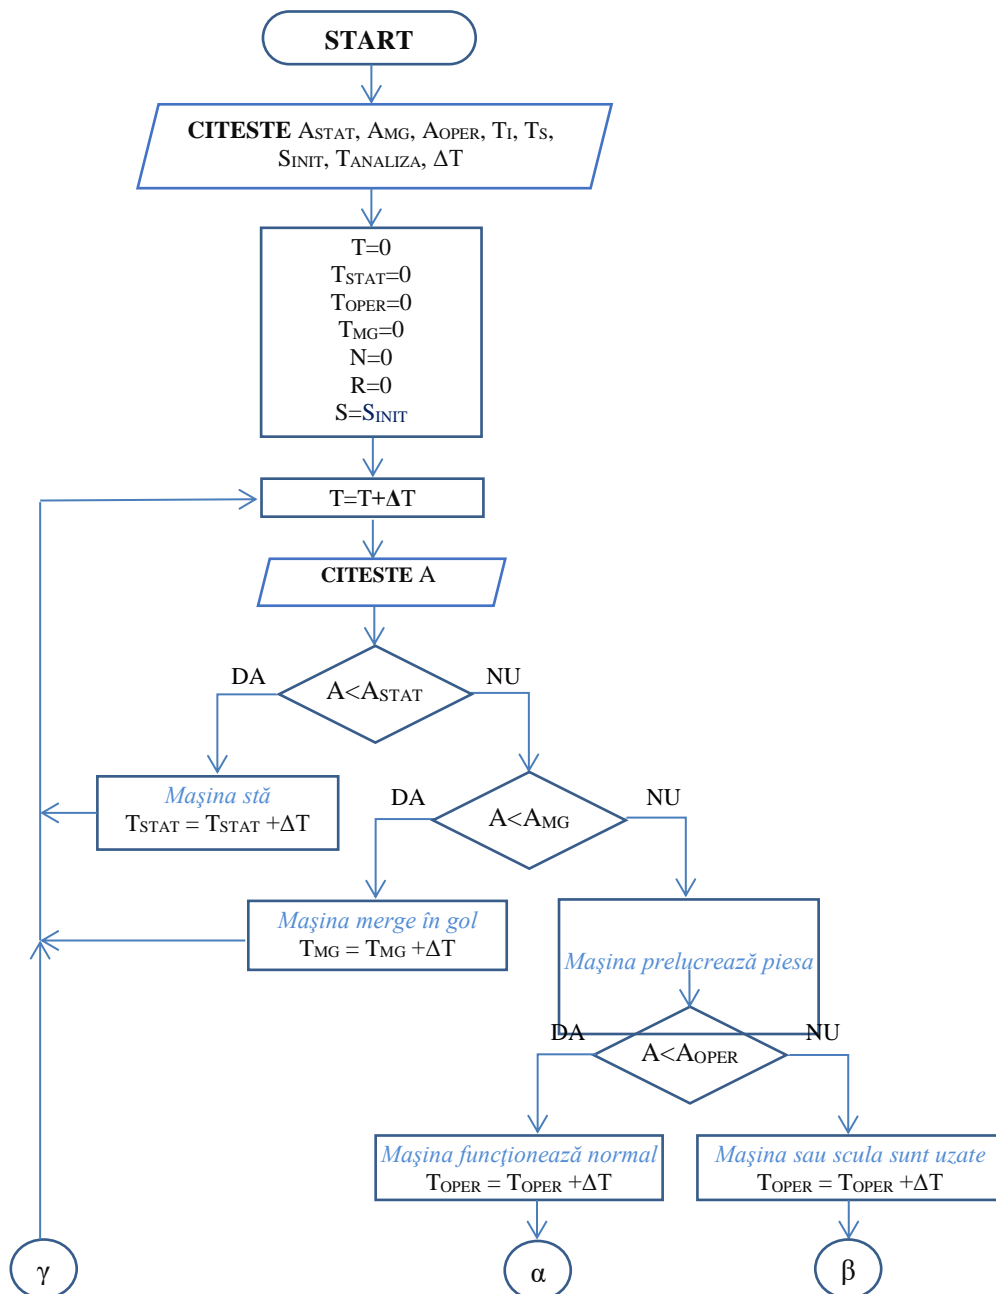 START
CITESTE ASTAT, AMG, AOPER, TI, TS,
SINIT, TANALIZA, ΔT
T=0
TSTAT=0
TOPER=0
TMG=0
N=0
R=0
S=SINIT
T=T+ΔT
CITESTE A
DA
NU
A<ASTAT
Maşina stă
TSTAT = TSTAT +ΔT
DA
NU
A<AMG
Maşina merge în gol
TMG = TMG +ΔT
Maşina prelucrează piesa
DA
NU
A<AOPER
Maşina funcţionează normal
TOPER = TOPER +ΔT
Maşina sau scula sunt uzate
TOPER = TOPER +ΔT
γ
α
β